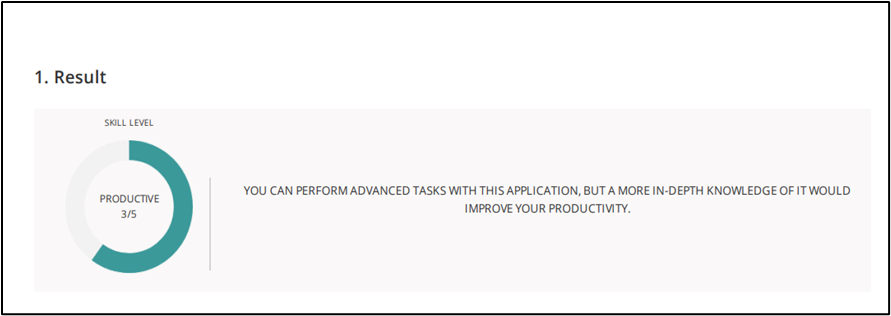 1. Result
SKILL LEVEL
PRODUCTIVE
3/5
YOU CAN PERFORM ADVANCED TASKS WITH THIS APPLICATION, BUT A MORE IN-DEPTH KNOWLEDGE OF IT WOULD
IMPROVE YOUR PRODUCTIVITY.